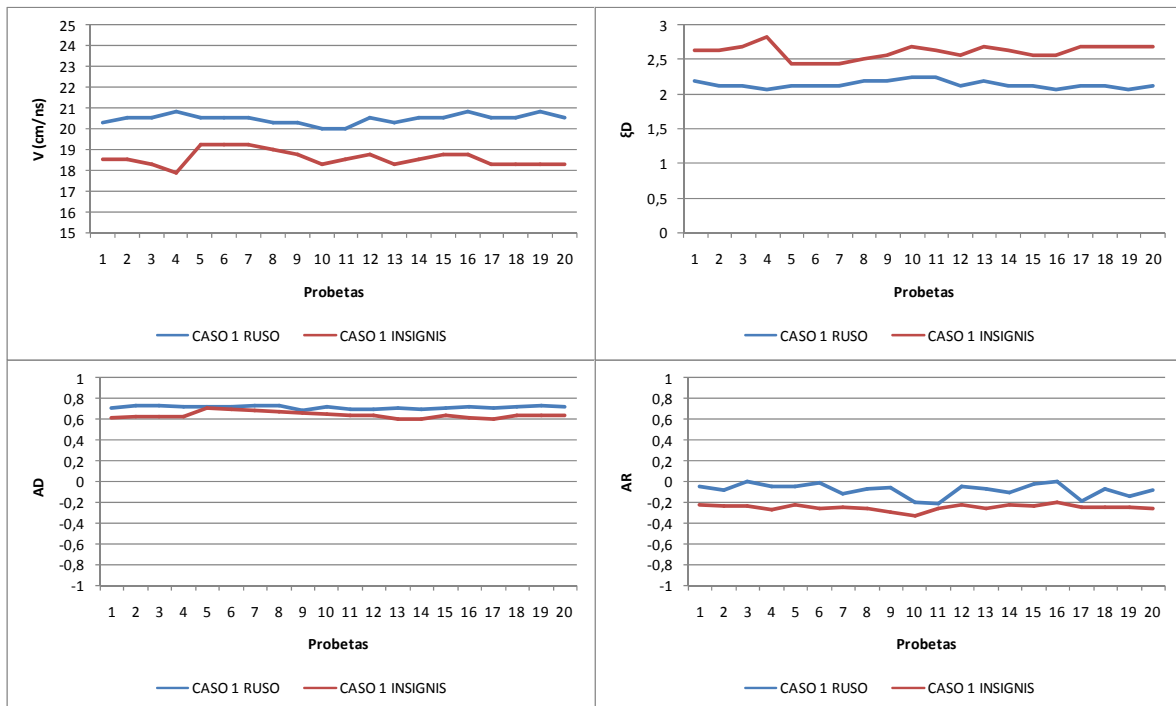 25
24
23
22
21
20
19
18
17
16
15
V (cm/ns)
1 2 3 4 5 6 7 8 9 10 11 12 13 14 15 16 17 18 19 20
Probetas
CASO 1 RUSO CASO 1 INSIGNIS
3
2,5
2
1,5
1
0,5
0
ξD
1 2 3 4 5 6 7 8 9 10 11 12 13 14 15 16 17 18 19 20
Probetas
CASO 1 RUSO CASO 1 INSIGNIS
1
0,8
0,6
0,4
0,2
0
-0,2
-0,4
-0,6
-0,8
-1
AD
1 2 3 4 5 6 7 8 9 10 11 12 13 14 15 16 17 18 19 20
Probetas
CASO 1 RUSO CASO 1 INSIGNIS
1
0,8
0,6
0,4
0,2
0
-0,2
-0,4
-0,6
-0,8
-1
AR
1 2 3 4 5 6 7 8 9 10 11 12 13 14 15 16 17 18 19 20
Probetas
CASO 1 RUSO CASO 1 INSIGNIS